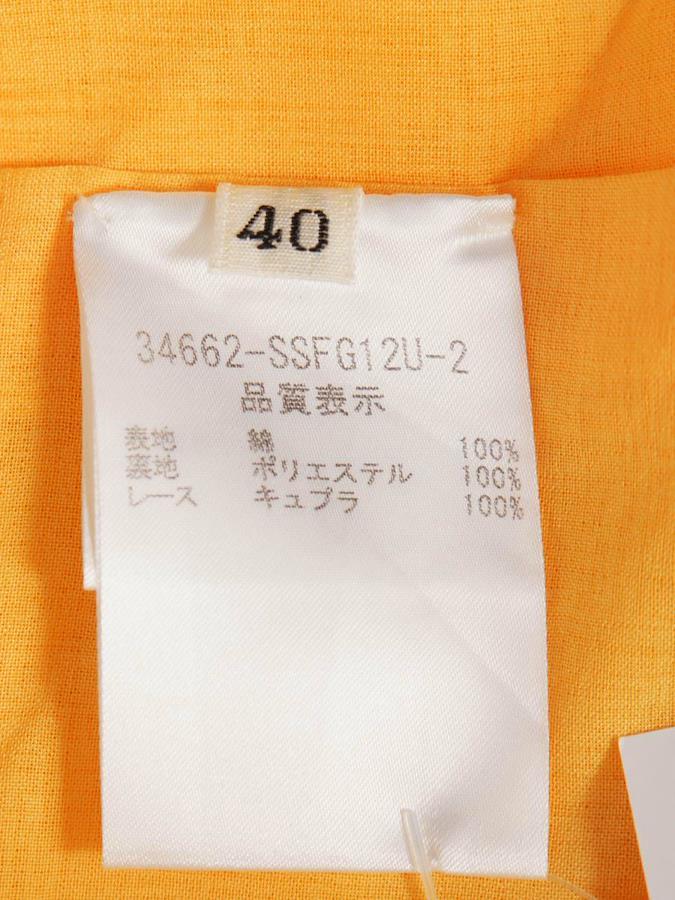 40
34662-SSFG12U-2
品質表示
表地 綿 100%
裏地 ポリエステル 100%
レース キュプラ 100%